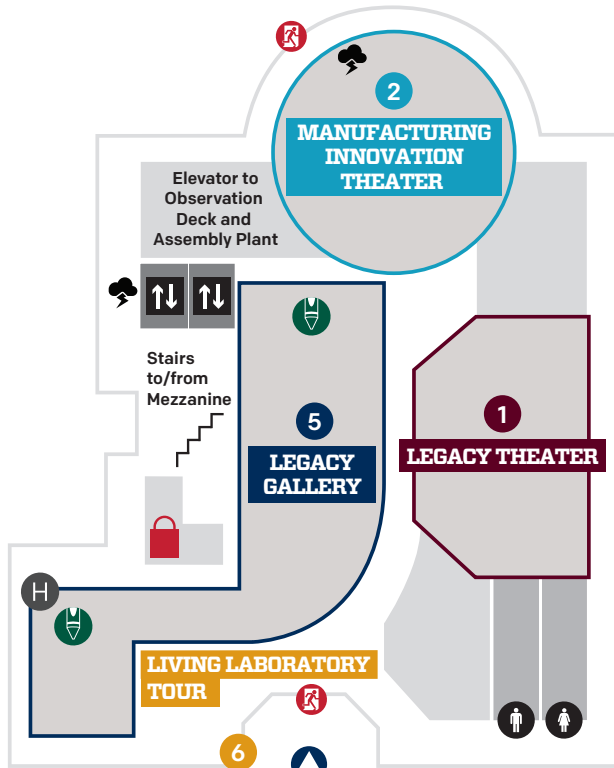 2
MANUFACTURING
INNOVATION
THEATER
Elevator to
Observation
Deck and
Assembly Plant
Stairs
to/from
Mezzanine
5
LEGACY
GALLERY
1
LEGACY THEATER
H
LIVING LABORATORY
TOUR
6